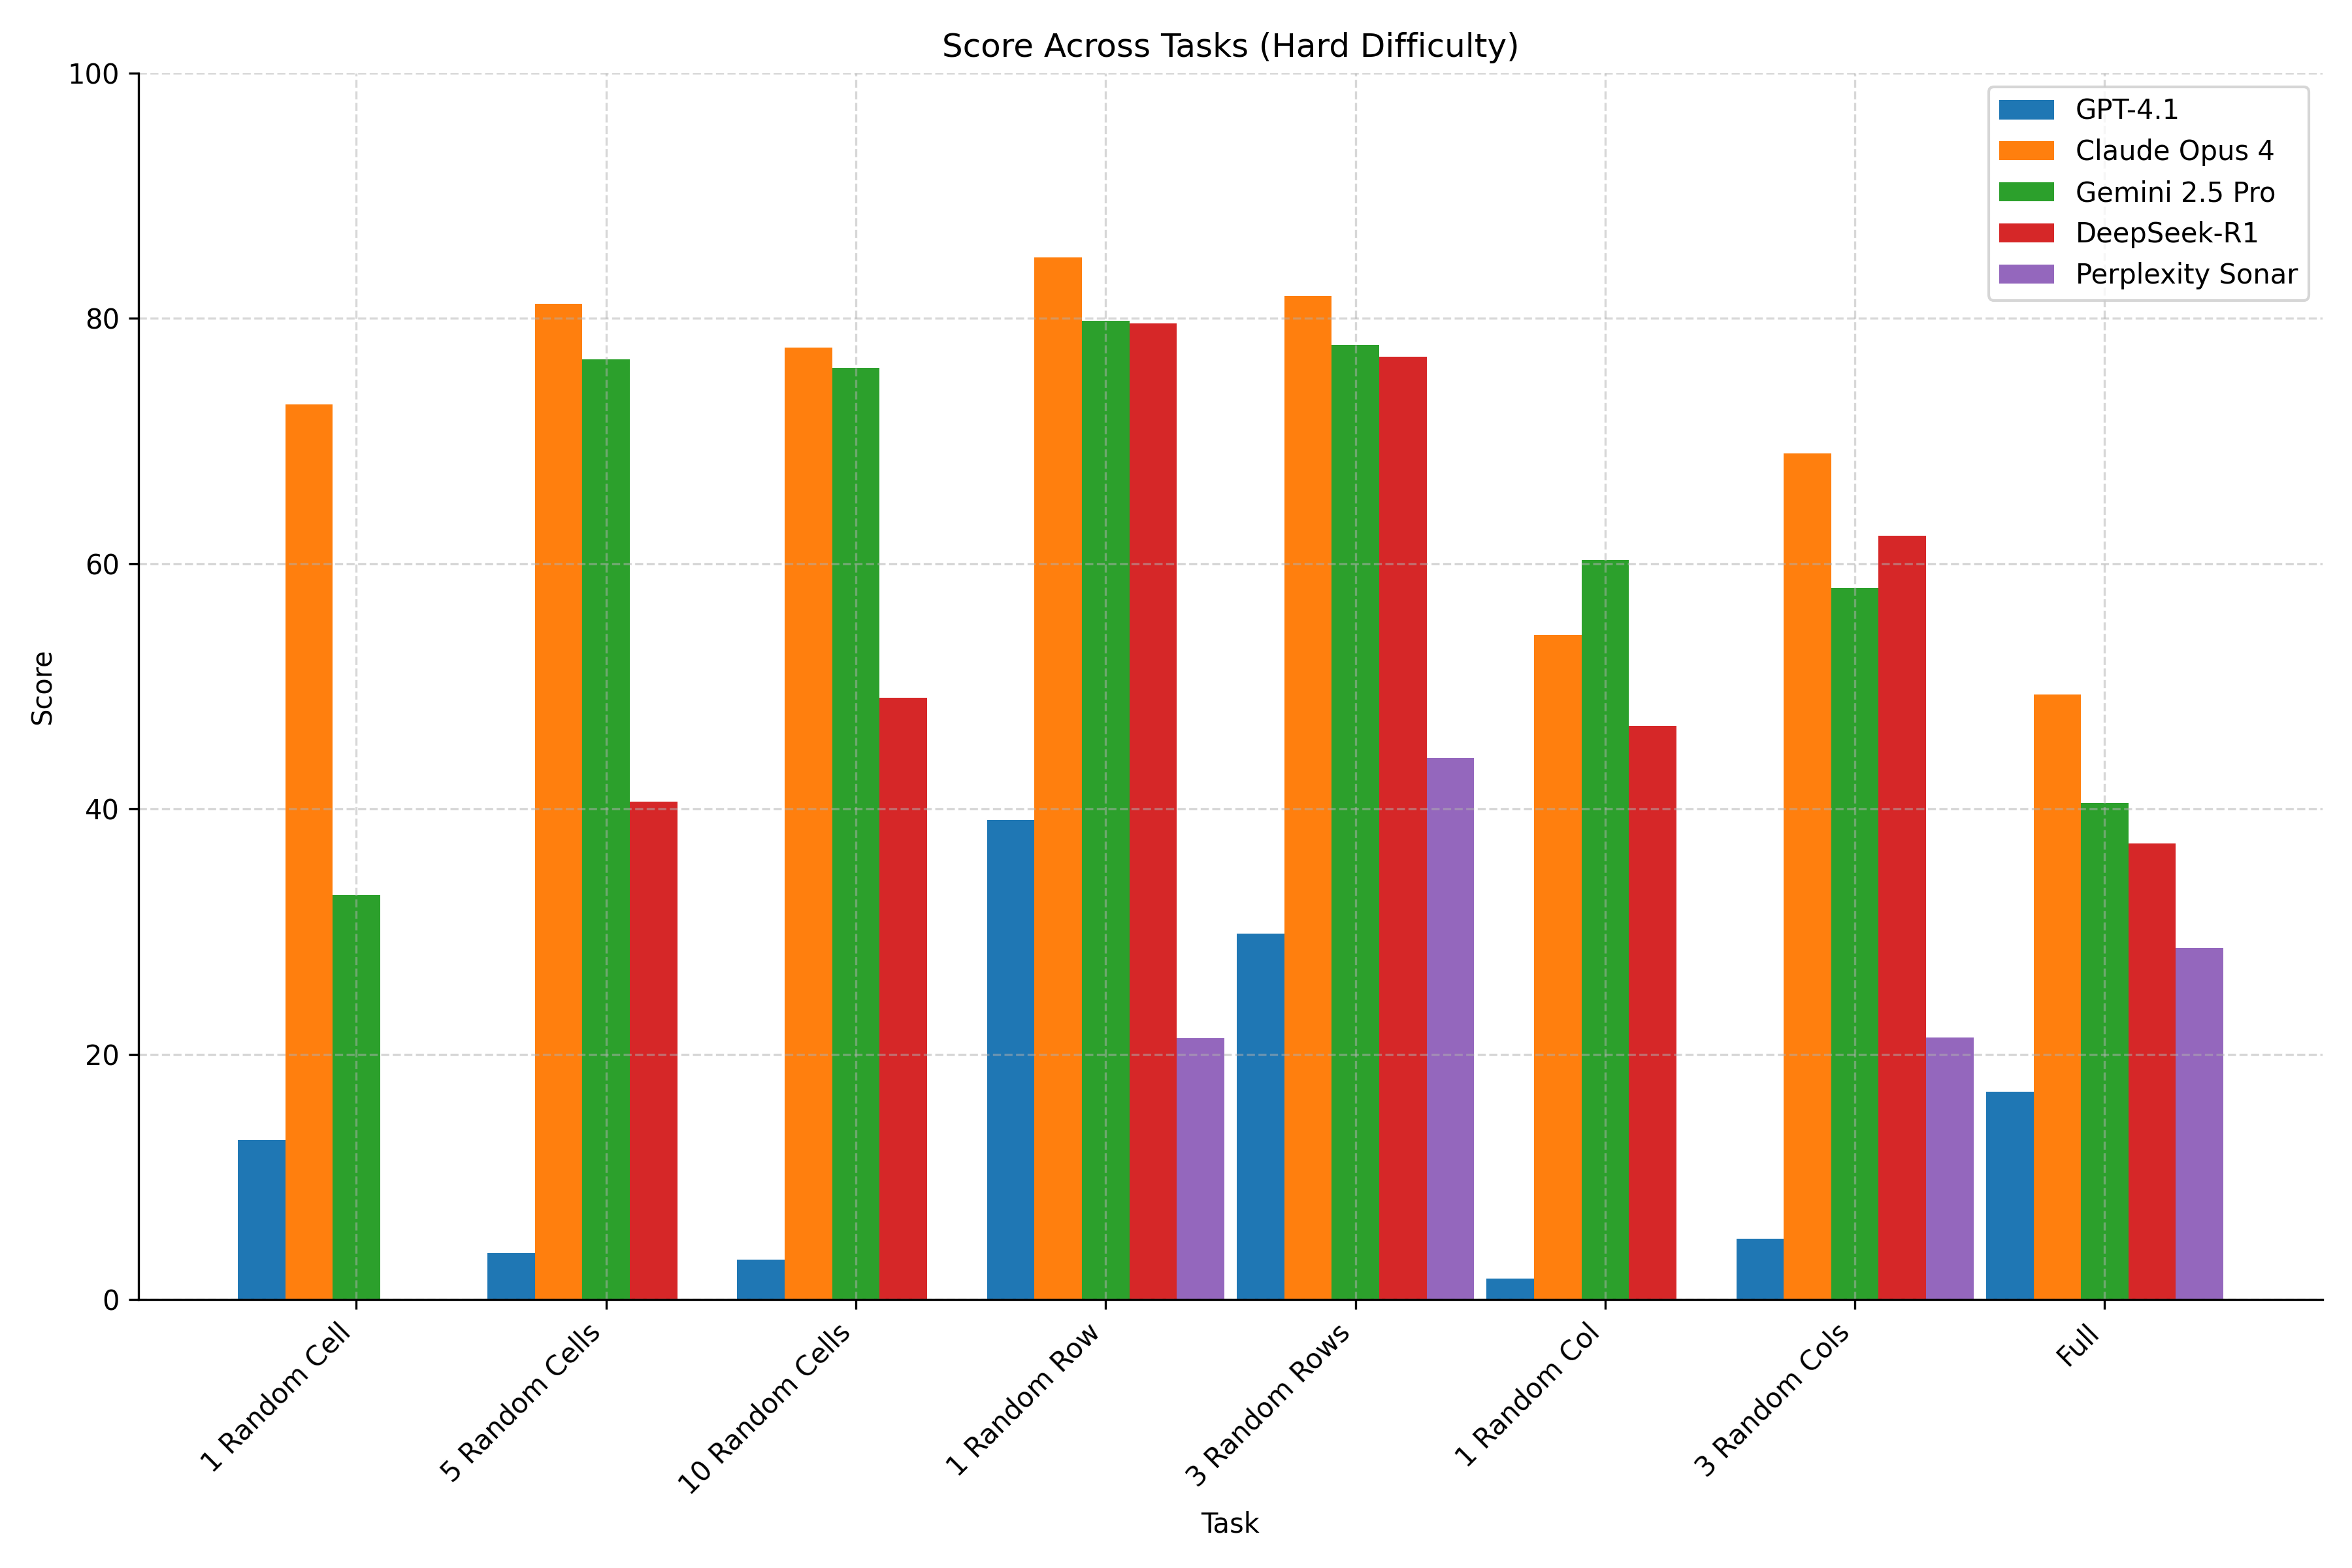 Score Across Tasks (Hard Difficulty)
100
80
60
40
20
0
Score
GPT-4.1
Claude Opus 4
Gemini 2.5 Pro
DeepSeek-R1
Perplexity Sonar
1 Random Cell
5 Random Cells
10 Random Cells
1 Random Row
3 Random Rows
1 Random Col
3 Random Cols
Full
Task